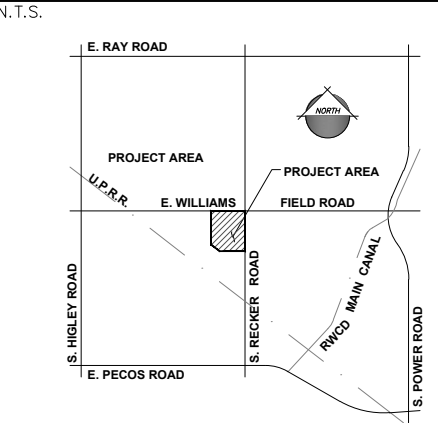 N.T.S.
E. RAY ROAD
NORTH
PROJECT AREA
PROJECT AREA
U.P.R.R.
E. WILLIAMS FIELD ROAD
S. HIGLEY ROAD
S. RECKER ROAD
RWCD MAIN CANAL
S. POWER ROAD
E. PECOS ROAD